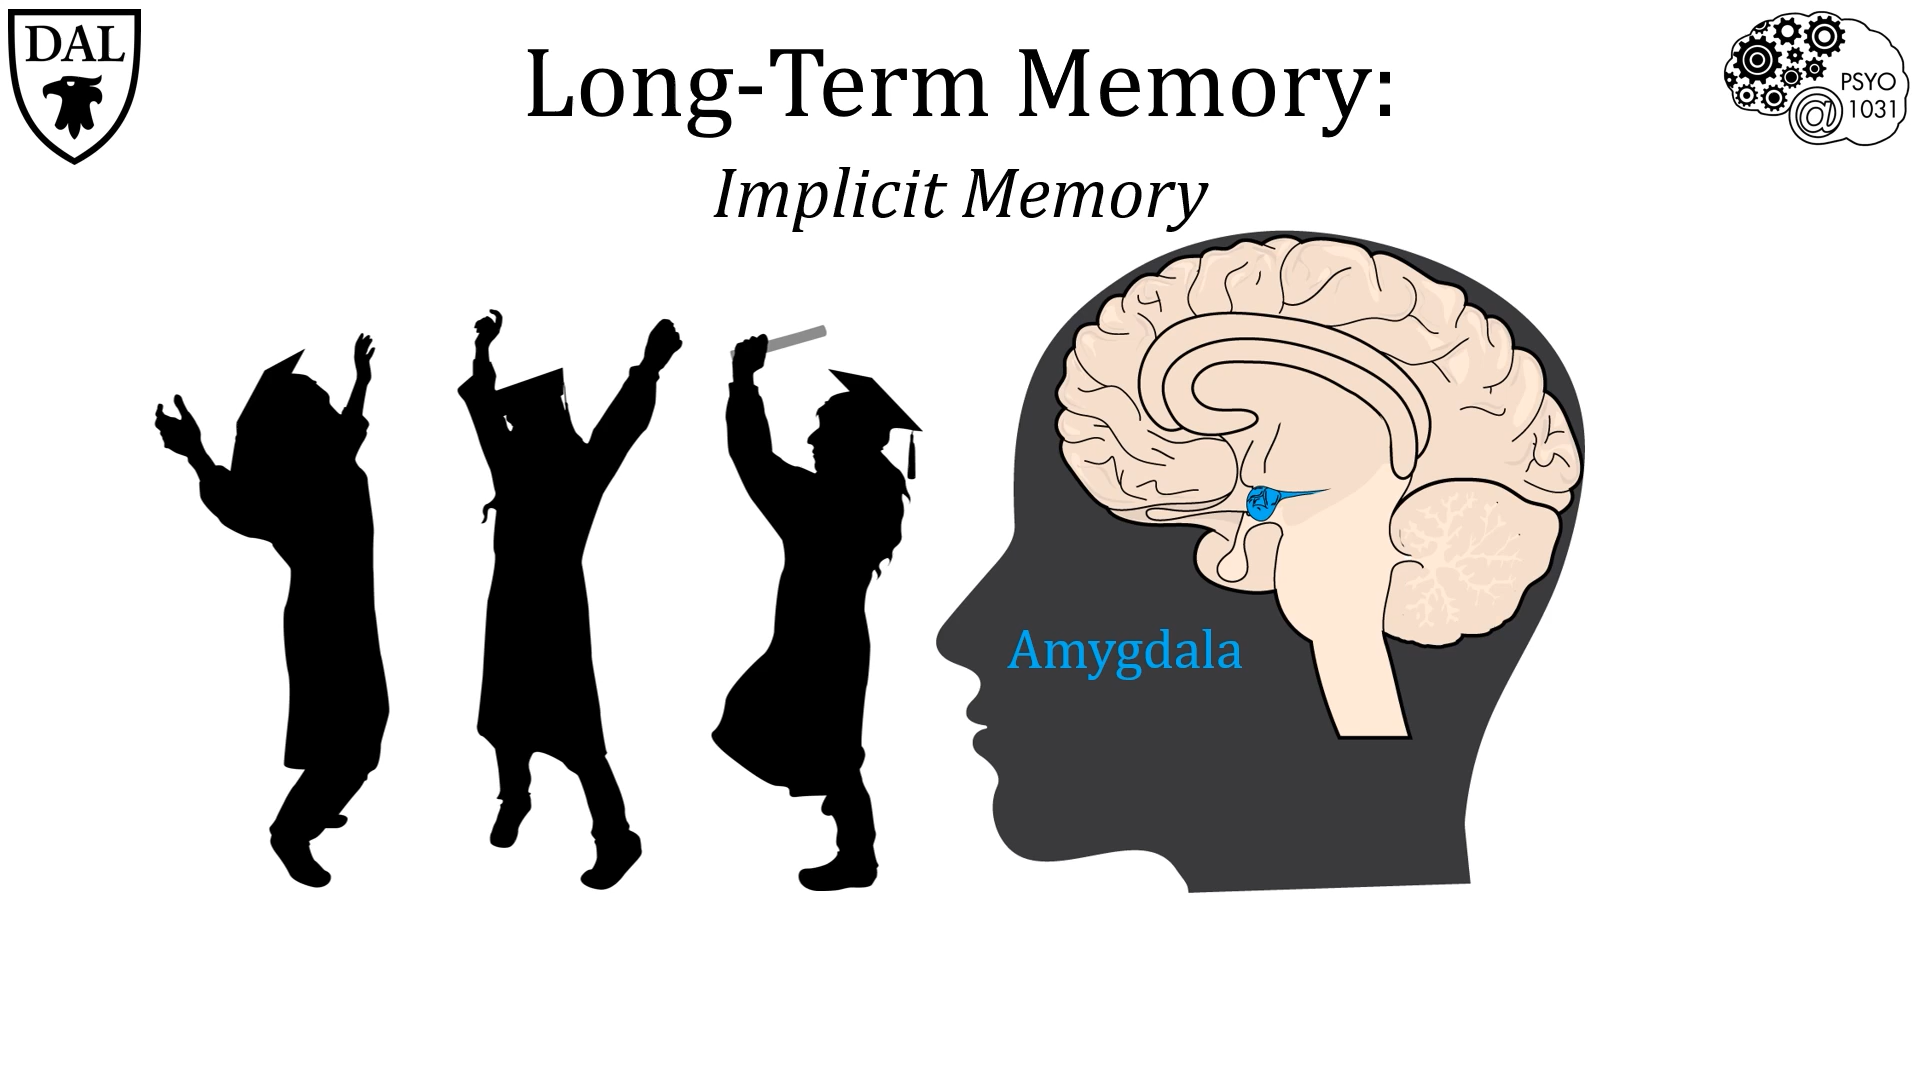 DAL
Long-Term Memory:
Implicit Memory
PSYO
@ 1031
Amygdala